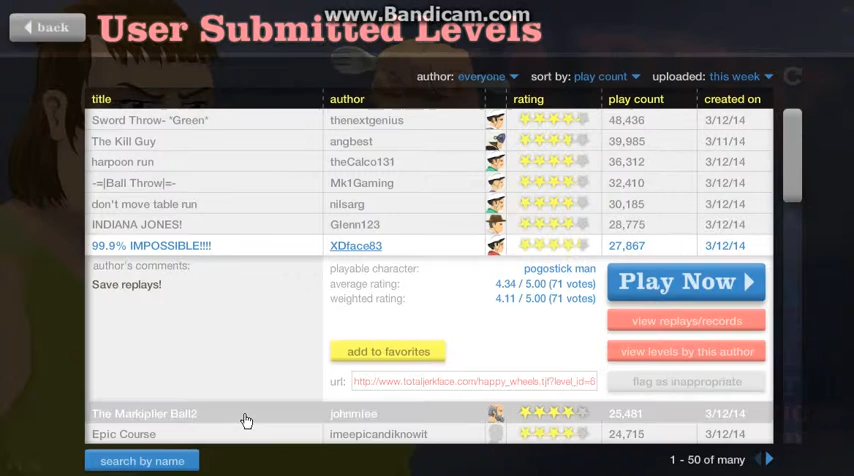 www.Bandicam.com
back
User Submitted Levels
author: everyone sort by: play count uploaded: this week
title author rating play count created on
Sword Throw- *Green* thenextgenius 48,436 3/12/14
The Kill Guy angbest 39,985 3/11/14
harpoon run theCalco131 36,312 3/12/14
-=|Ball Throw|=- Mk1Gaming 32,410 3/12/14
don't move table run nilsarg 30,185 3/12/14
INDIANA JONES! Glenn123 28,775 3/12/14
99.9% IMPOSSIBLE!!!! XDface83 27,867 3/12/14
author's comments:
Save replays!
playable character: pogostick man
average rating: 4.34 / 5.00 (71 votes)
weighted rating: 4.11 / 5.00 (71 votes)
Play Now
view replays/records
add to favorites
view levels by this author
url: http://www.totaljerkface.com/happy_wheels.tjf?level_id=6
flag as inappropriate
The Markiplier Ball2 johnmiee 25,481 3/12/14
Epic Course imeepicandiknowit 24,715 3/12/14
search by name
1 - 50 of many